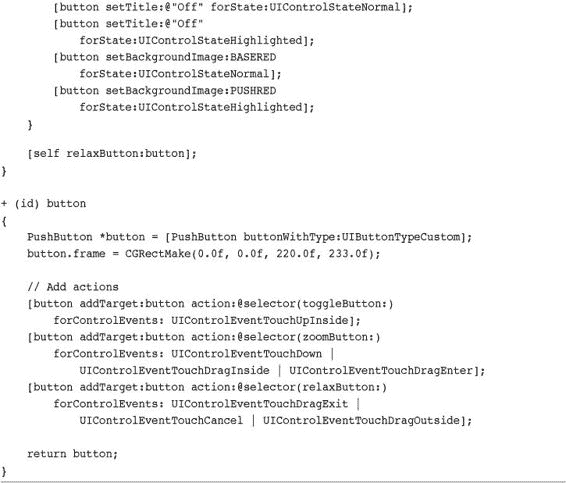 [button setTitle:@"Off" forState:UIControlStateNormal];
[button setTitle:@"Off"
forState:UIControlStateHighlighted];
[button setBackgroundImage:BASERED
forState:UIControlStateNormal];
[button setBackgroundImage:PUSHRED
forState:UIControlStateHighlighted];
}
[self relaxButton:button];
}
+ (id) button
{
PushButton *button = [PushButton buttonWithType:UIButtonTypeCustom];
button.frame = CGRectMake(0.0f, 0.0f, 220.0f, 233.0f);
// Add actions
[button addTarget:button action:@selector(toggleButton:)
forControlEvents: UIControlEventTouchUpInside];
[button addTarget:button action:@selector(zoomButton:)
forControlEvents: UIControlEventTouchDown |
UIControlEventTouchDragInside | UIControlEventTouchDragEnter];
[button addTarget:button action:@selector(relaxButton:)
forControlEvents: UIControlEventTouchDragExit |
UIControlEventTouchCancel | UIControlEventTouchDragOutside];
return button;
}